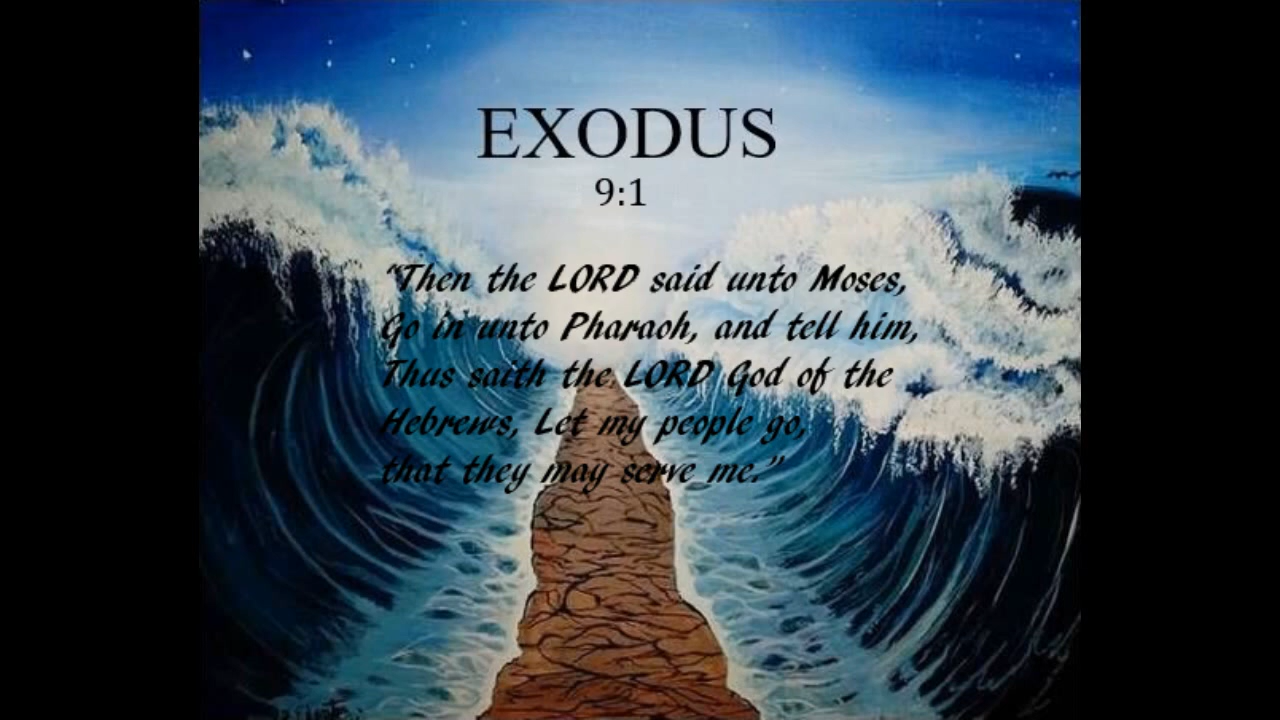 EXODUS
9:1
“Then the LORD said unto Moses,
Go in unto Pharaoh, and tell him,
Thus saith the LORD God of the
Hebrews, Let my people go,
that they may serve me.”